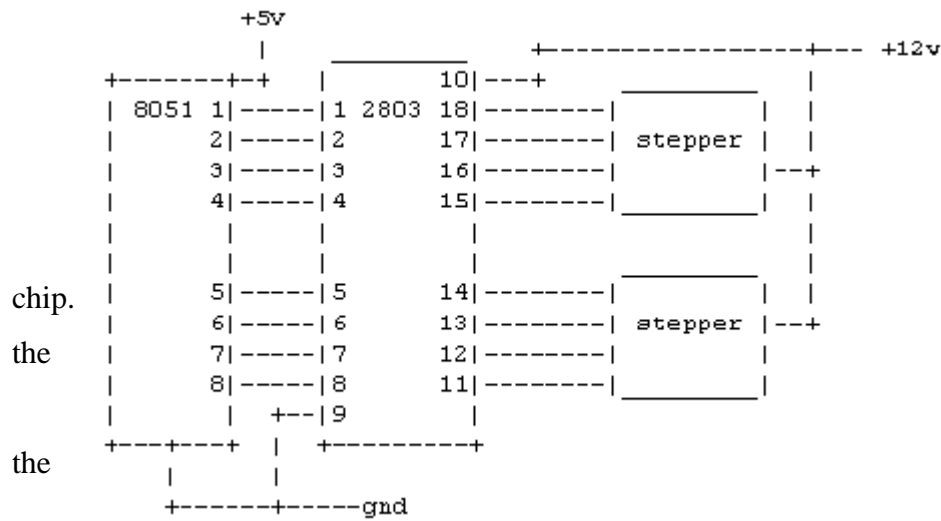 +5v
| +------------------+--- +12v
+-------+-+ | 10|---+ |
| 8051 1|-----|1 2803 18|--------| | |
| 2|-----|2 17|--------| stepper | |
| 3|-----|3 16|--------| |--+
| 4|-----|4 15|--------| | |
| | | | |
| | | | |
chip. | 5|-----|5 14|--------| | |
| 6|-----|6 13|--------| stepper |--+
the | 7|-----|7 12|--------| |
| 8|-----|8 11|--------| |
| | +--|9 |
+---+---+ | +----------+
the
| |
+------+-----gnd